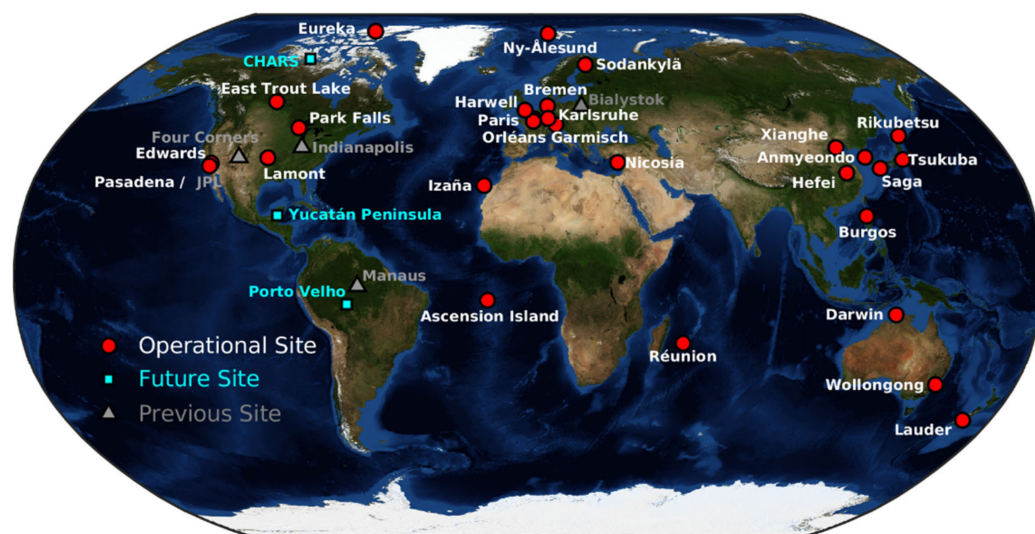 Eureka
Ny-Ålesund
CHARS
Sodankylä
East Trout Lake
Bremen
Harwell
Bialystok
Park Falls
Paris
Karlsruhe
Rikubetsu
Four Corners
Orléans Garmisch
Xianghe
Indianapolis
Edwards
Anmyeondo
Tsukuba
Nicosia
Lamont
Pasadena / JPL
Izaña
Hefei
Saga
Yucatán Peninsula
Burgos
Manaus
Porto Velho
Ascension Island
Darwin
Operational Site
Réunion
Future Site
Wollongong
Previous Site
Lauder